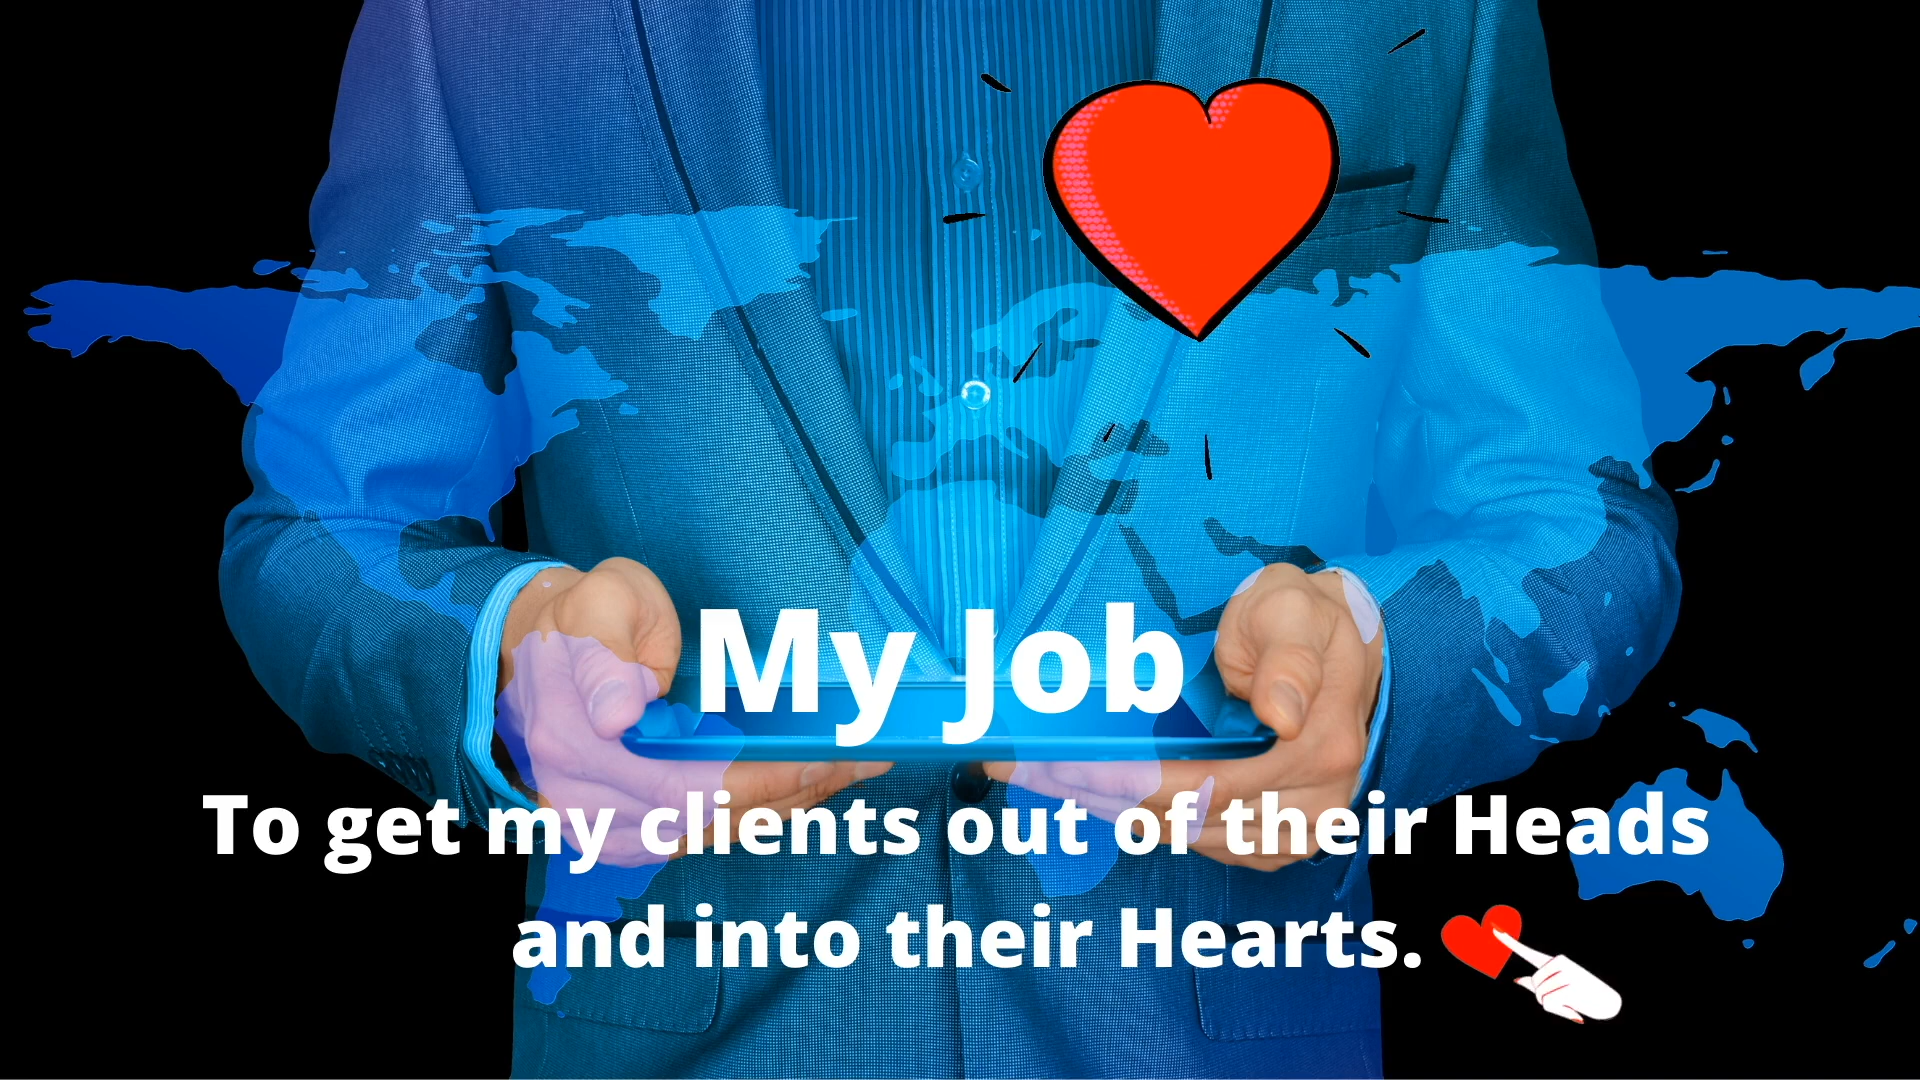 My Job
To get my clients out of their Heads
and into their Hearts.